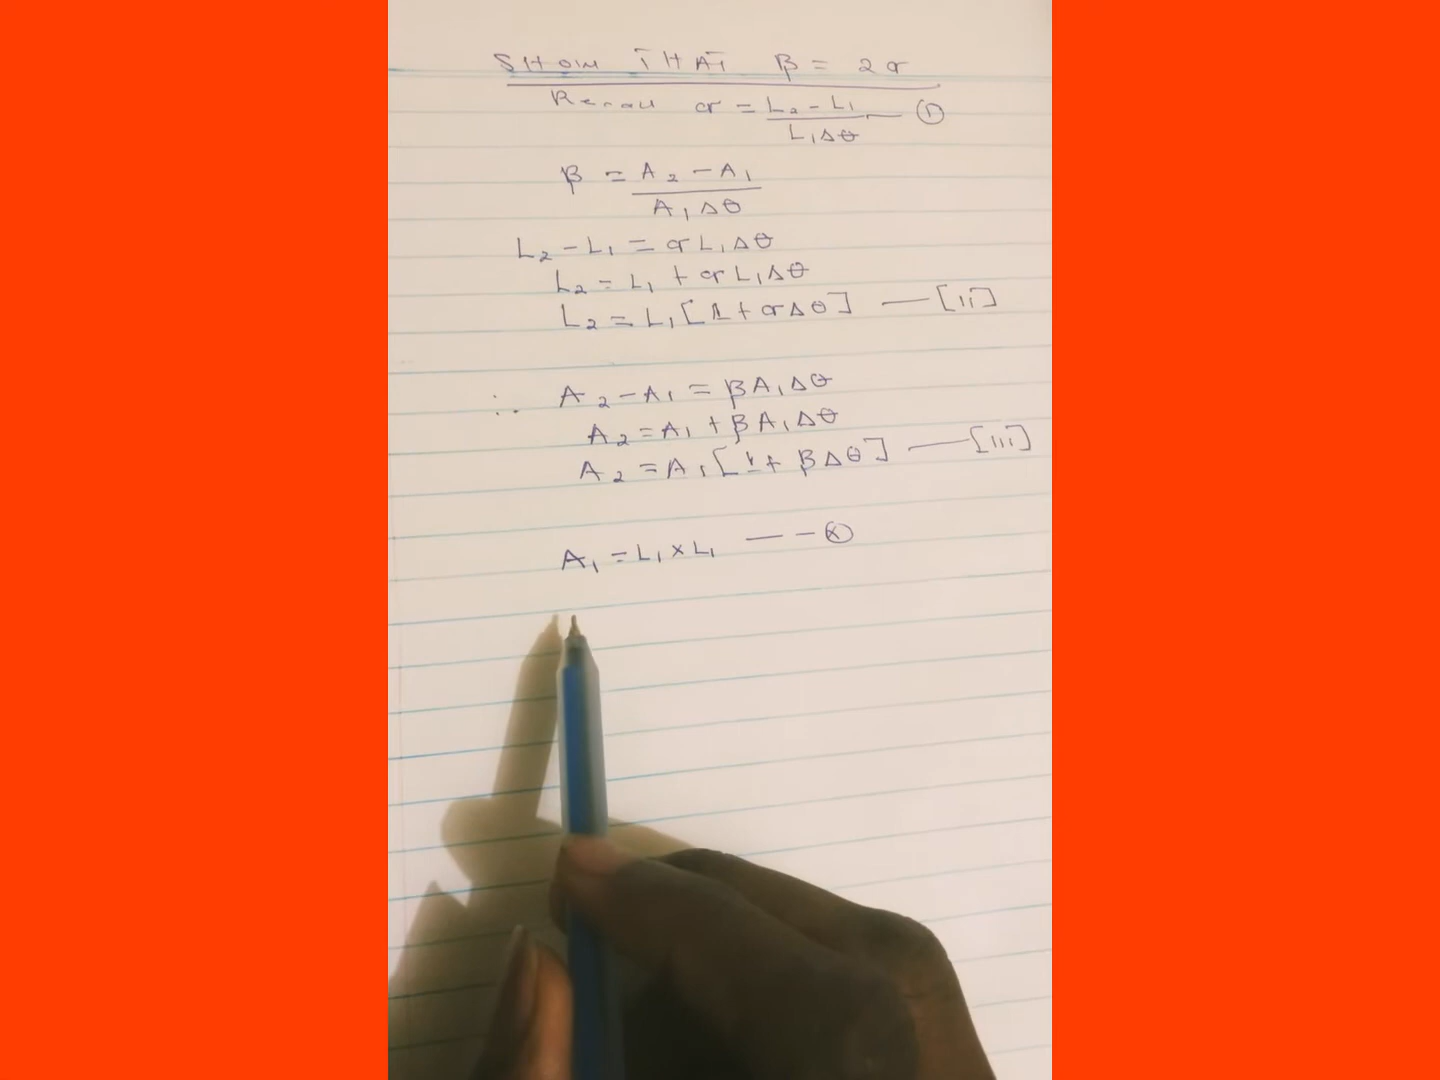 SHOW THAT β = 2α
Recall α = L₂ - L₁ / L₁Δθ — (1)
β = A₂ - A₁ / A₁Δθ
L₂ - L₁ = αL₁Δθ
L₂ = L₁ + αL₁Δθ
L₂ = L₁[1 + αΔθ] — [ii]
∴ A₂ - A₁ = βA₁Δθ
A₂ = A₁ + βA₁Δθ
A₂ = A₁[1 + βΔθ] — [iii]
A₁ = L₁ × L₁ — - (*)